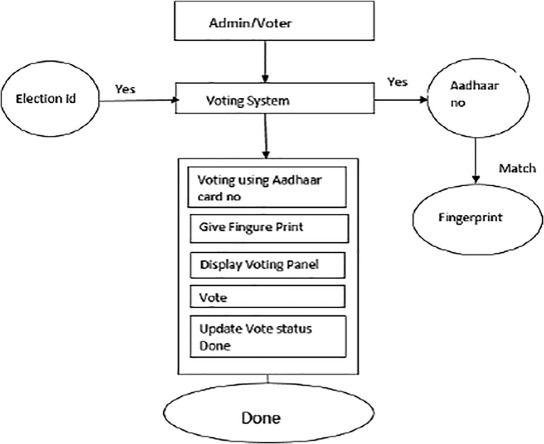 Admin/Voter
Election id
Yes
Voting System
Yes
Aadhaar
no
Match
Fingerprint
Voting using Aadhaar
card no
Give Fingure Print
Display Voting Panel
Vote
Update Vote status
Done
Done